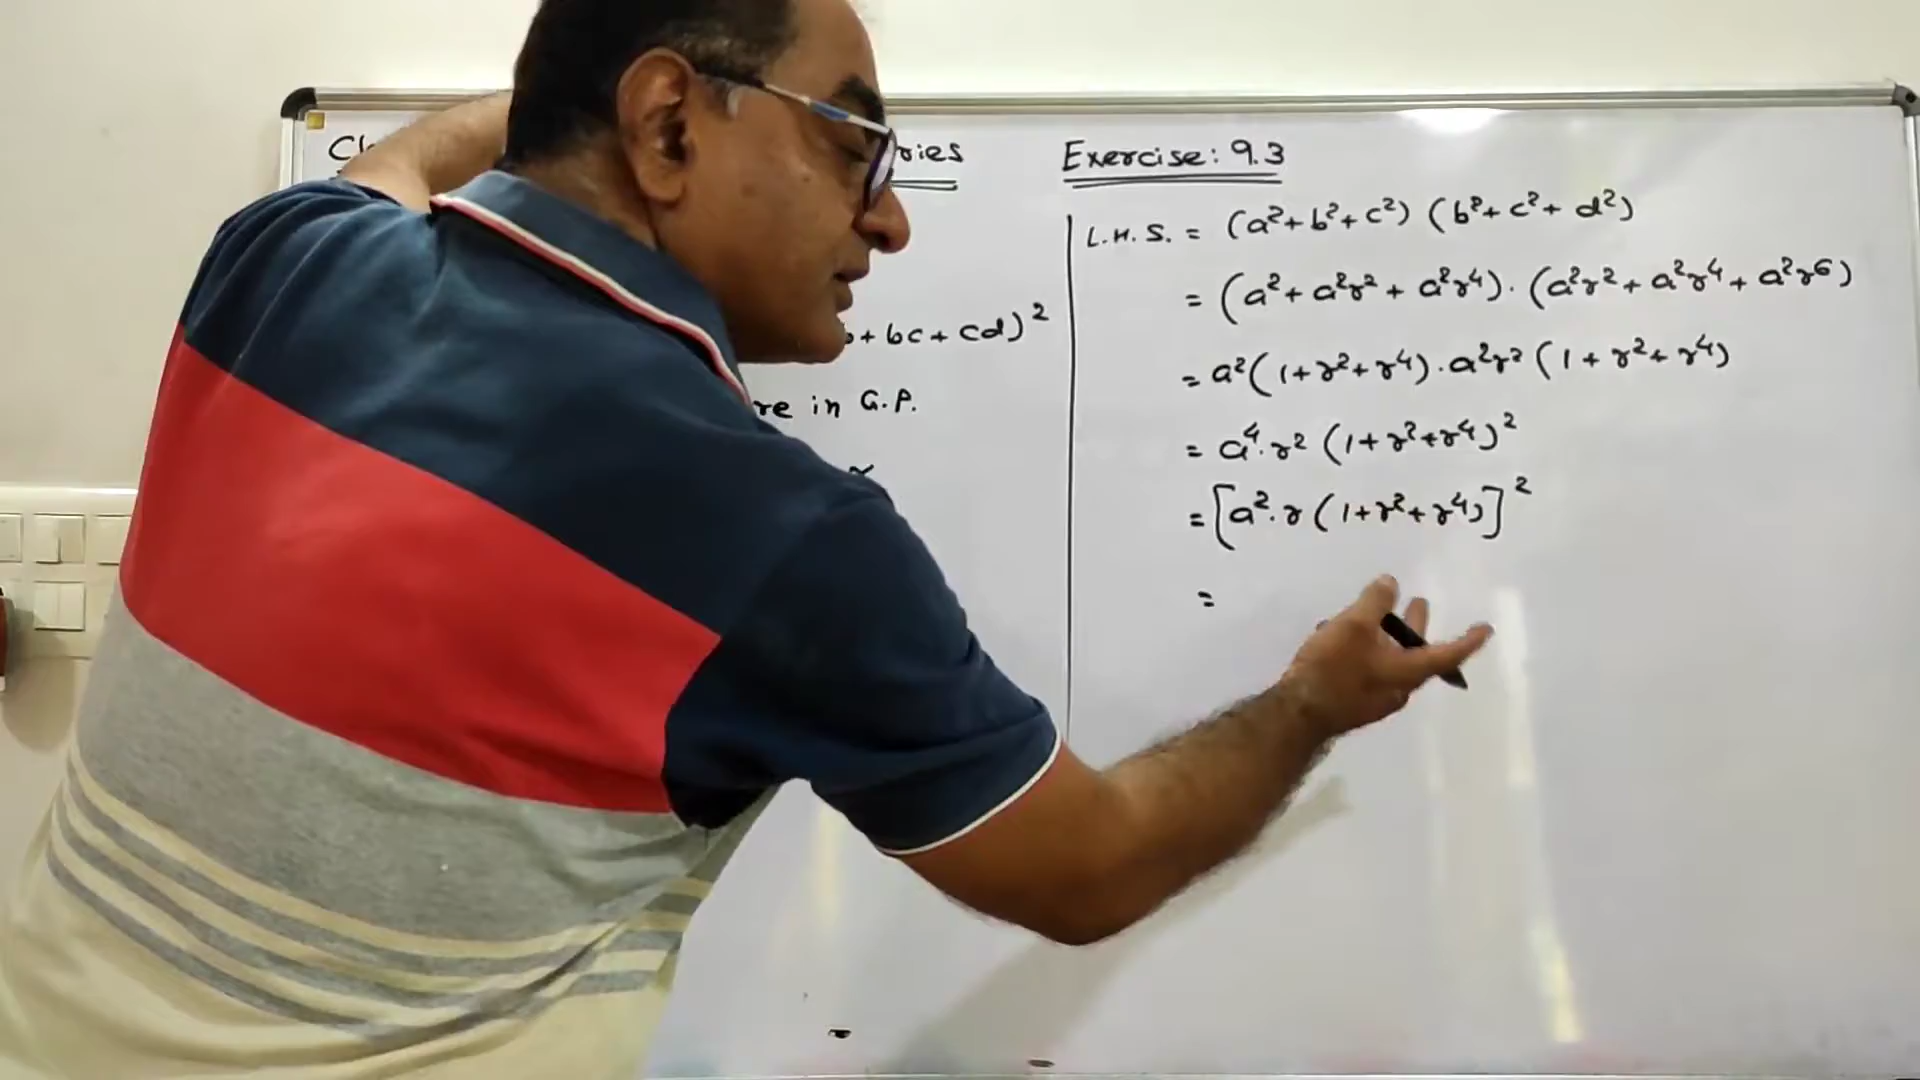 Exercise: 9.3
+ bc + cd)²
in G.P.
L.H.S. = (a² + b² + c²) (b² + c² + d²)
= (a² + a²r² + a²r⁴) . (a²r² + a²r⁴ + a²r⁶)
= a² (1 + r² + r⁴) . a²r² (1 + r² + r⁴)
= a⁴ . r² (1 + r² + r⁴)²
= [a² . r (1 + r² + r⁴)]²
=